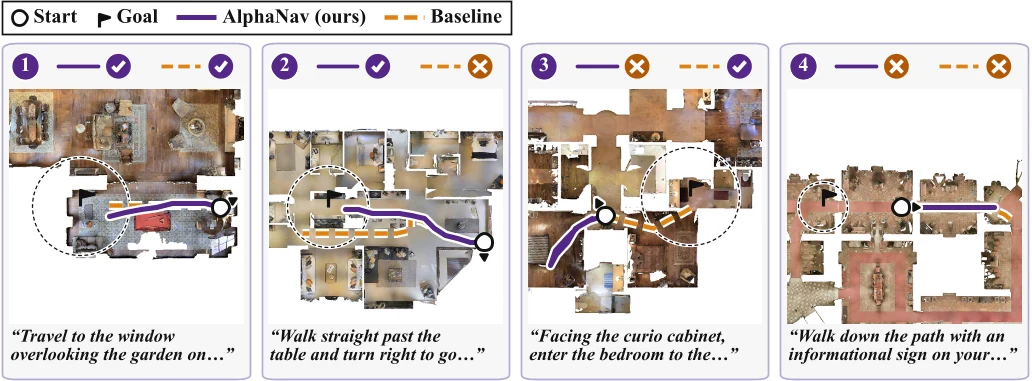 Start Goal AlphaNav (ours) Baseline
1
2
3
4
“Travel to the window
overlooking the garden on…”
“Walk straight past the
table and turn right to go…”
“Facing the curio cabinet,
enter the bedroom to the…”
“Walk down the path with an
informational sign on your…”